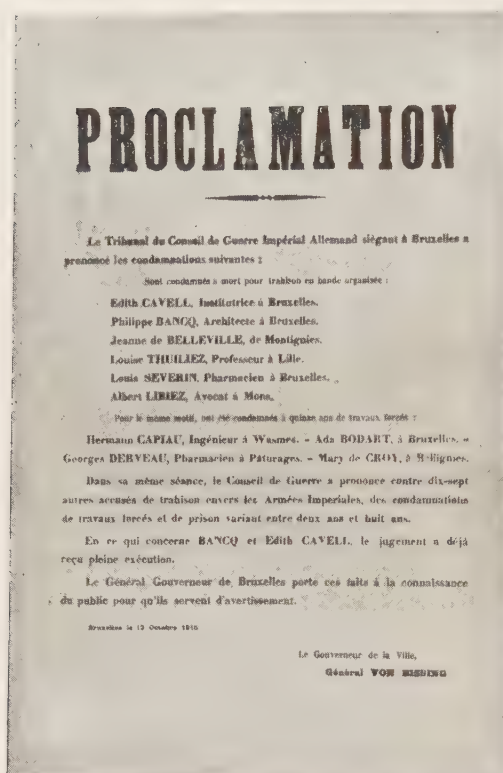 PROCLAMATION
Le Tribunal du Conseil de Guerre Impérial Allemand siégant à Bruxelles a
prononcé les condamnations suivantes :
Sont condamnés à mort pour trahison en bande organisée :
Edith CAVELL, Institutrice à Bruxelles.
Philippe BANCQ, Architecte à Bruxelles.
Jeanne de BELLEVILLE, de Montignies.
Louise THUILIEZ, Professeur à Lille.
Louis SEVERIN, Pharmacien à Bruxelles.
Albert LIBIEZ, Avocat à Mons.
Pour le même motif, ont été condamnés à quinze ans de travaux forcés :
Hermann CAPIAU, Ingénieur à Wasmes. - Ada BODART, à Bruxelles. -
Georges DERVEAU, Pharmacien à Pâturages. - Mary de CROY, à Bellignies.
Dans sa même séance, le Conseil de Guerre a prononcé contre dix-sept
autres accusés de trahison envers les Armées Impériales, des condamnations
de travaux forcés et de prison variant entre deux ans et huit ans.
En ce qui concerne BANCQ et Edith CAVELL, le jugement a déjà
reçu pleine exécution.
Le Général Gouverneur de Bruxelles porte ces faits à la connaissance
du public pour qu'ils servent d'avertissement.
Bruxelles le 12 Octobre 1915
Le Gouverneur de la Ville,
Général VON BISSING